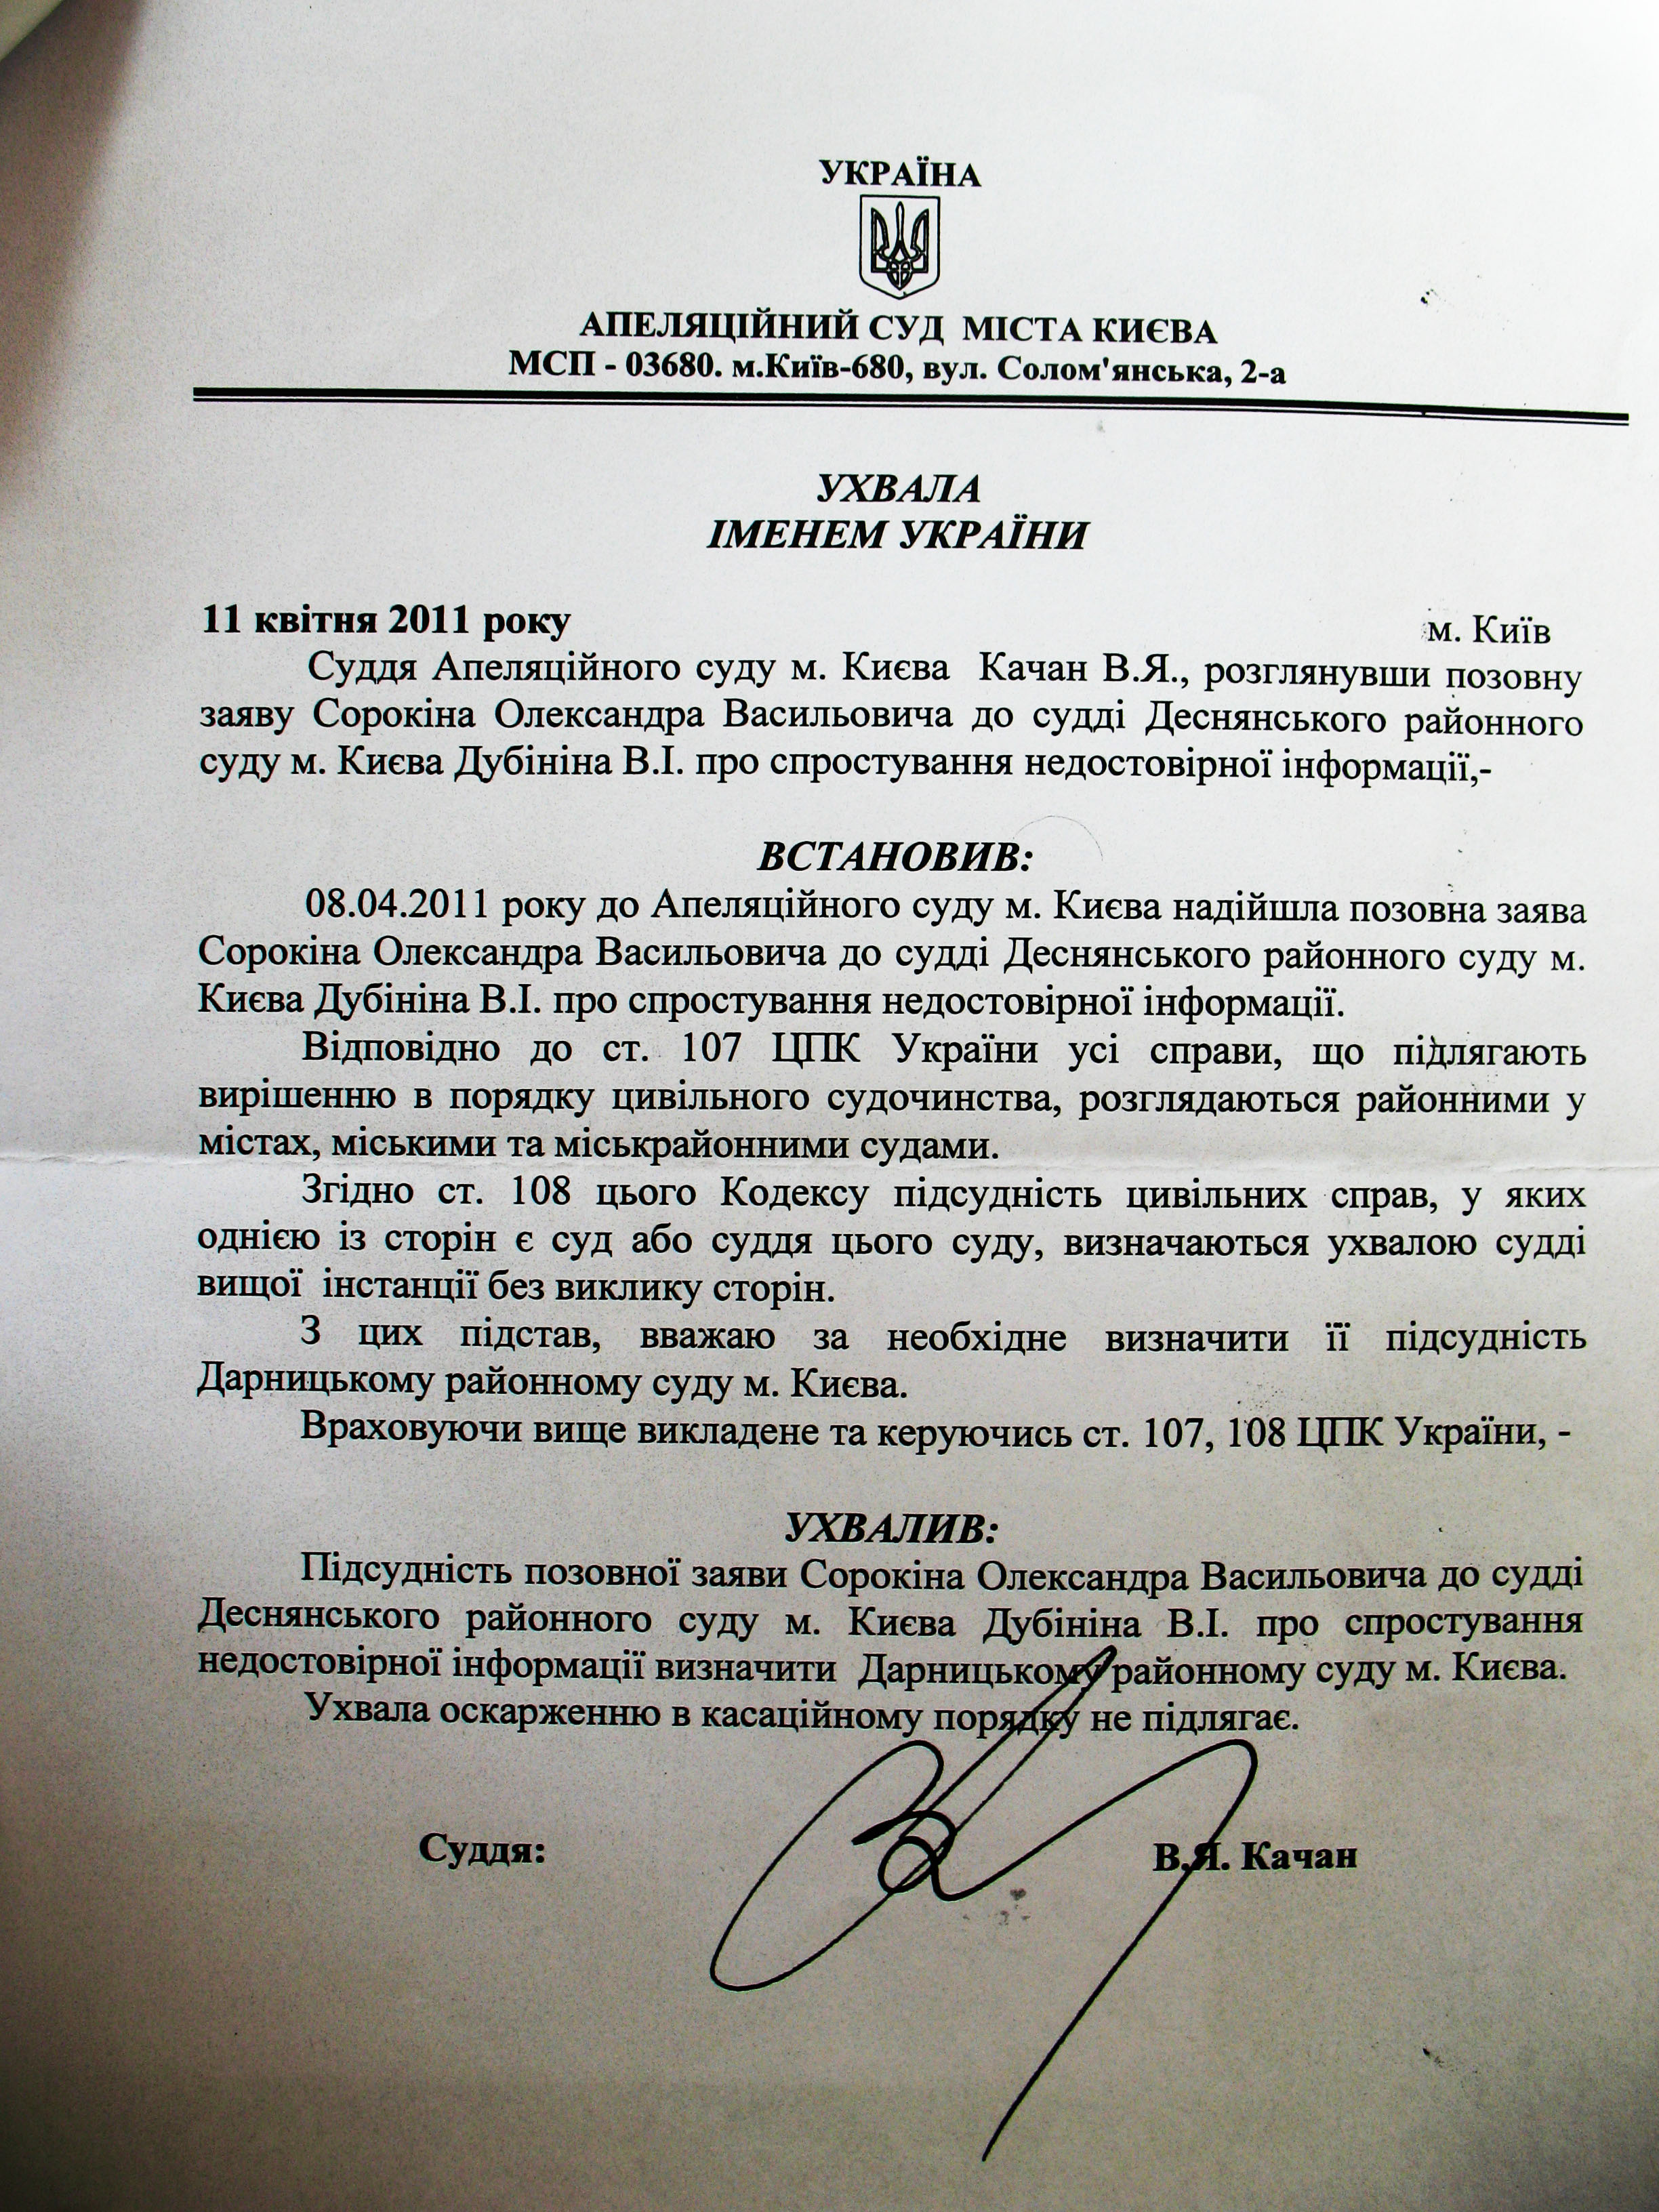 УКРАЇНА
АПЕЛЯЦІЙНИЙ СУД МІСТА КИЄВА
МСП - 03680. м.Київ-680, вул. Солом'янська, 2-а
УХВАЛА
ІМЕНЕМ УКРАЇНИ
11 квітня 2011 року м. Київ
Суддя Апеляційного суду м. Києва Качан В.Я., розглянувши позовну
заяву Сорокіна Олександра Васильовича до судді Деснянського районного
суду м. Києва Дубініна В.І. про спростування недостовірної інформації,-
ВСТАНОВИВ:
08.04.2011 року до Апеляційного суду м. Києва надійшла позовна заява
Сорокіна Олександра Васильовича до судді Деснянського районного суду м.
Києва Дубініна В.І. про спростування недостовірної інформації.
Відповідно до ст. 107 ЦПК України усі справи, що підлягають
вирішенню в порядку цивільного судочинства, розглядаються районними у
містах, міськими та міськрайонними судами.
Згідно ст. 108 цього Кодексу підсудність цивільних справ, у яких
однією із сторін є суд або суддя цього суду, визначаються ухвалою судді
вищої інстанції без виклику сторін.
З цих підстав, вважаю за необхідне визначити її підсудність
Дарницькому районному суду м. Києва.
Враховуючи вище викладене та керуючись ст. 107, 108 ЦПК України, -
УХВАЛИВ:
Підсудність позовної заяви Сорокіна Олександра Васильовича до судді
Деснянського районного суду м. Києва Дубініна В.І. про спростування
недостовірної інформації визначити Дарницькому районному суду м. Києва.
Ухвала оскарженню в касаційному порядку не підлягає.
Суддя: В.Я. Качан